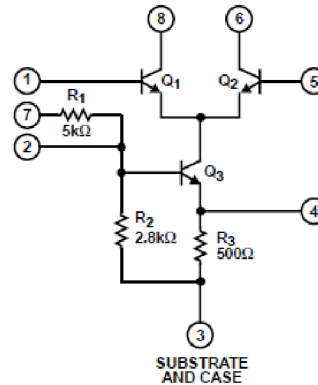 8 6
1 Q1 Q2 5
R1
7
5kΩ
2
Q3
R2
2.8kΩ
4
R3
500Ω
3
SUBSTRATE
AND CASE